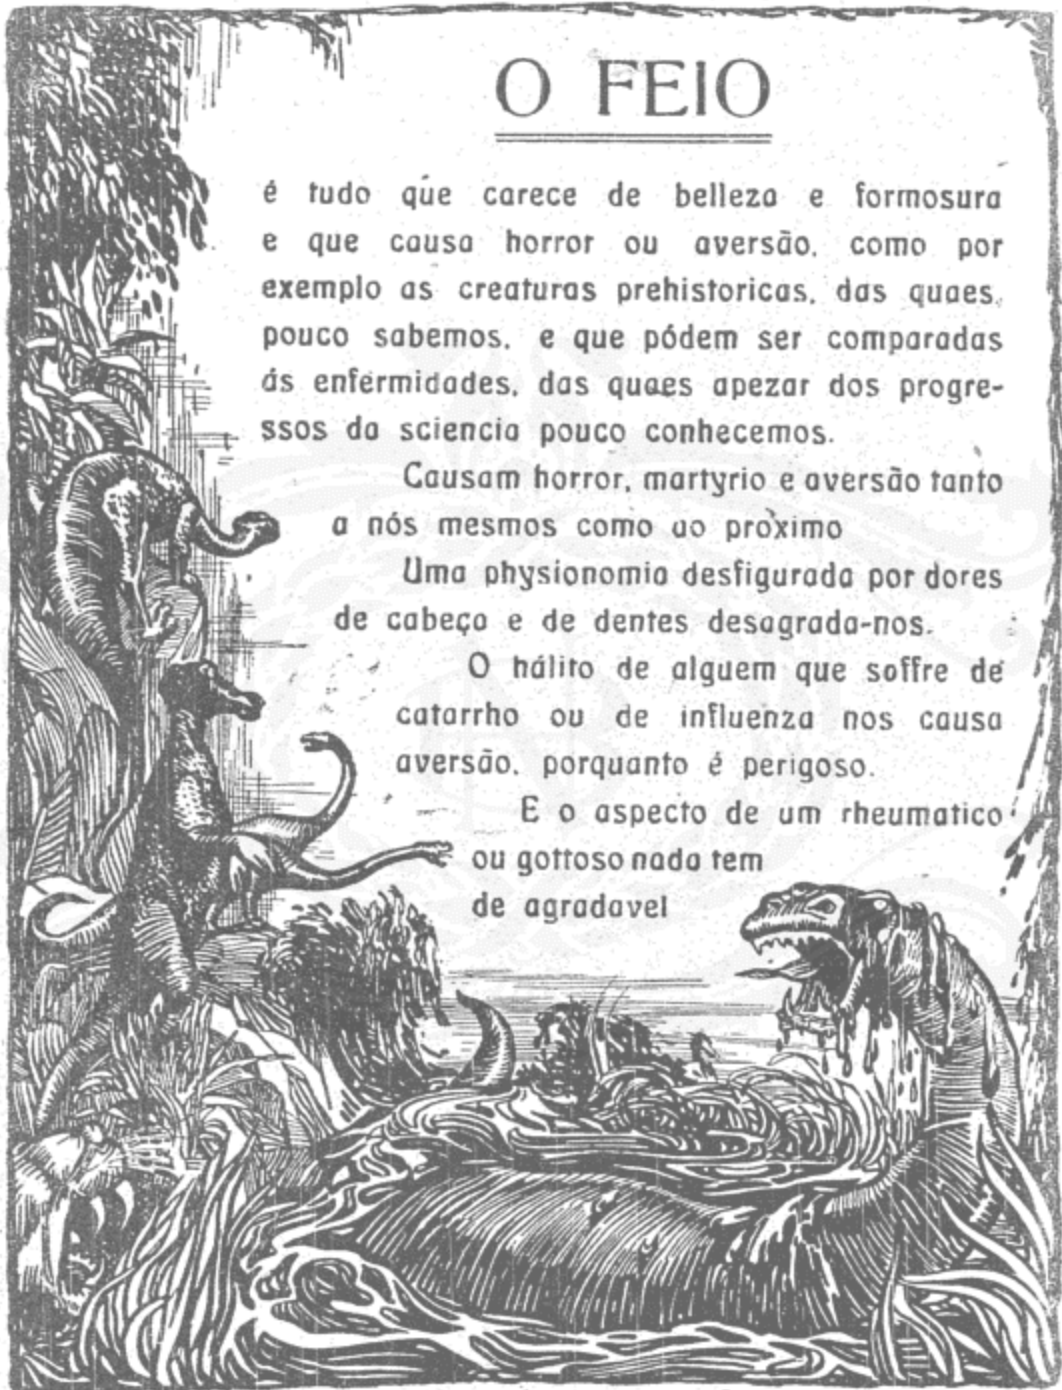 O FEIO
é tudo que carece de belleza e formosura
e que causa horror ou aversão, como por
exemplo as creaturas prehistoricas, das quaes,
pouco sabemos, e que pódem ser comparadas
ás enfermidades, das quaes apezar dos progre-
ssos da sciencia pouco conhecemos.
Causam horror, martyrio e aversão tanto
a nós mesmos como ao proximo
Uma physionomia desfigurada por dores
de cabeça e de dentes desagrada-nos.
O hálito de alguem que soffre de
catarrho ou de influenza nos causa
aversão, porquanto é perigoso.
E o aspecto de um rheumatico
ou gottoso nada tem
de agradavel